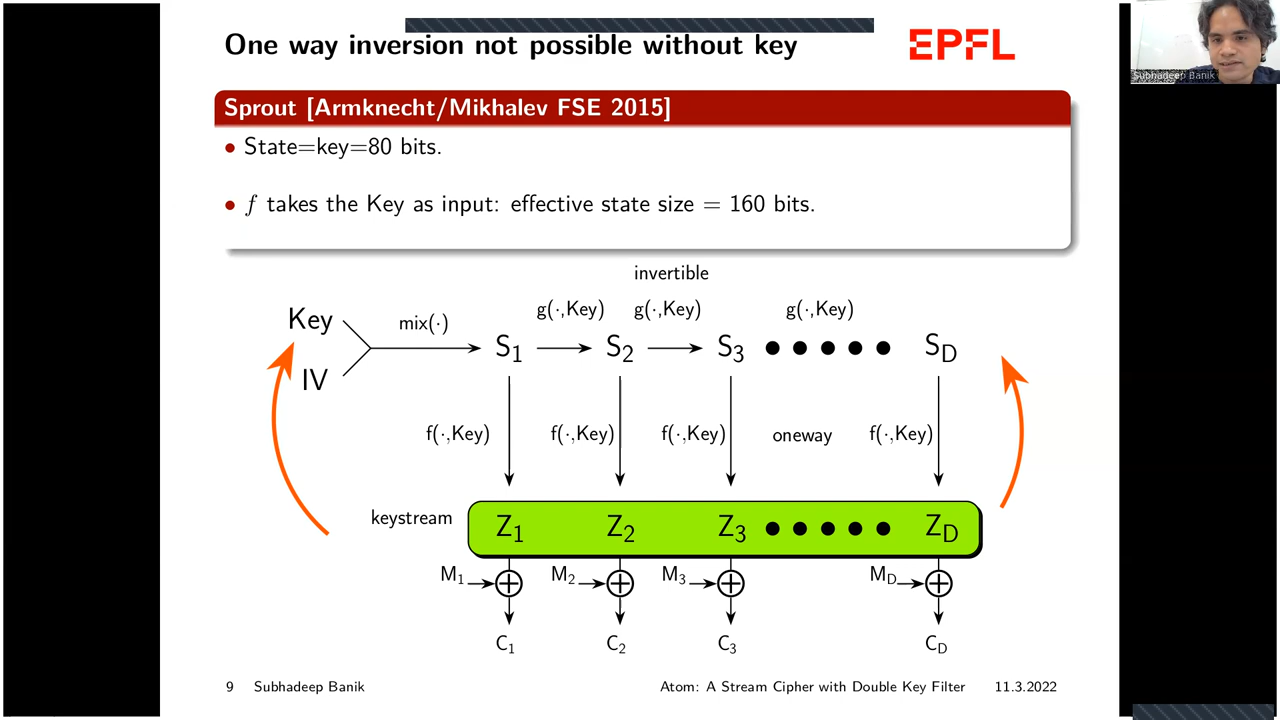 One way inversion not possible without key
EPFL
Subhadeep Banik
Sprout [Armknecht/Mikhalev FSE 2015]
• State=key=80 bits.
• f takes the Key as input: effective state size = 160 bits.
invertible
g(·,Key) g(·,Key) g(·,Key)
Key
mix(·)
S₁ S₂ S₃ S_D
IV
f(·,Key) f(·,Key) f(·,Key) oneway f(·,Key)
keystream Z₁ Z₂ Z₃ Z_D
M₁ M₂ M₃ M_D
C₁ C₂ C₃ C_D
9 Subhadeep Banik Atom: A Stream Cipher with Double Key Filter 11.3.2022